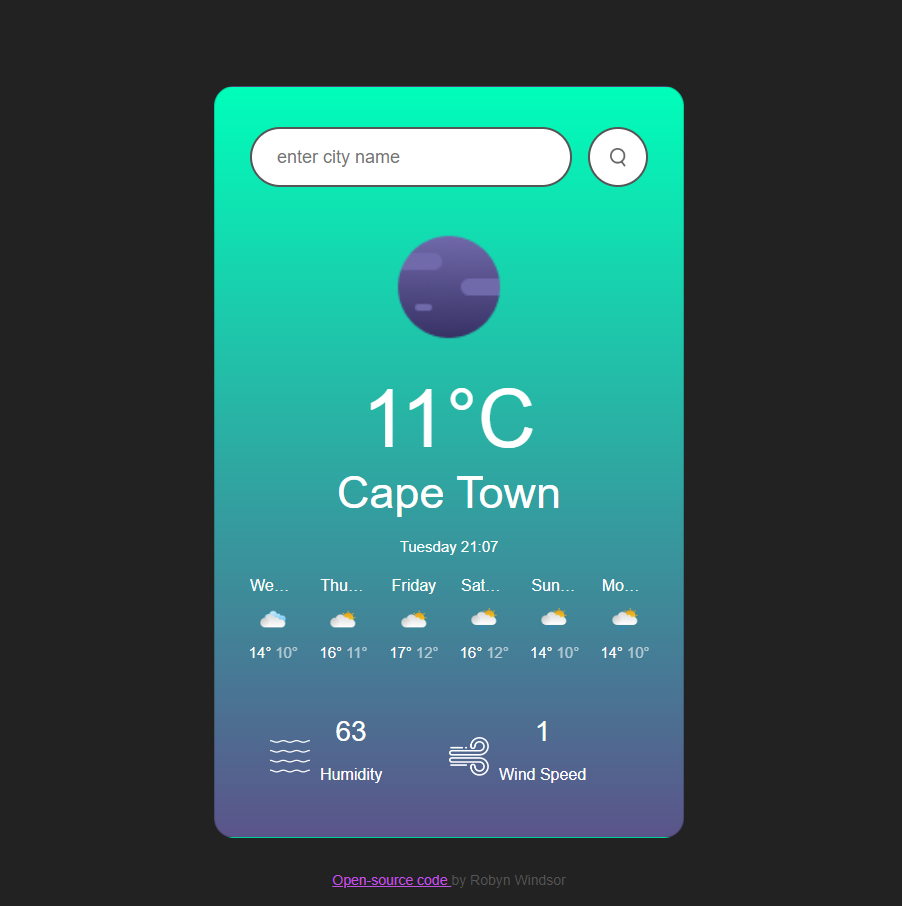 enter city name
11°C
Cape Town
Tuesday 21:07
We... Thu... Friday Sat... Sun... Mo...
14° 10° 16° 11° 17° 12° 16° 12° 14° 10° 14° 10°
63 1
Humidity Wind Speed
Open-source code by Robyn Windsor